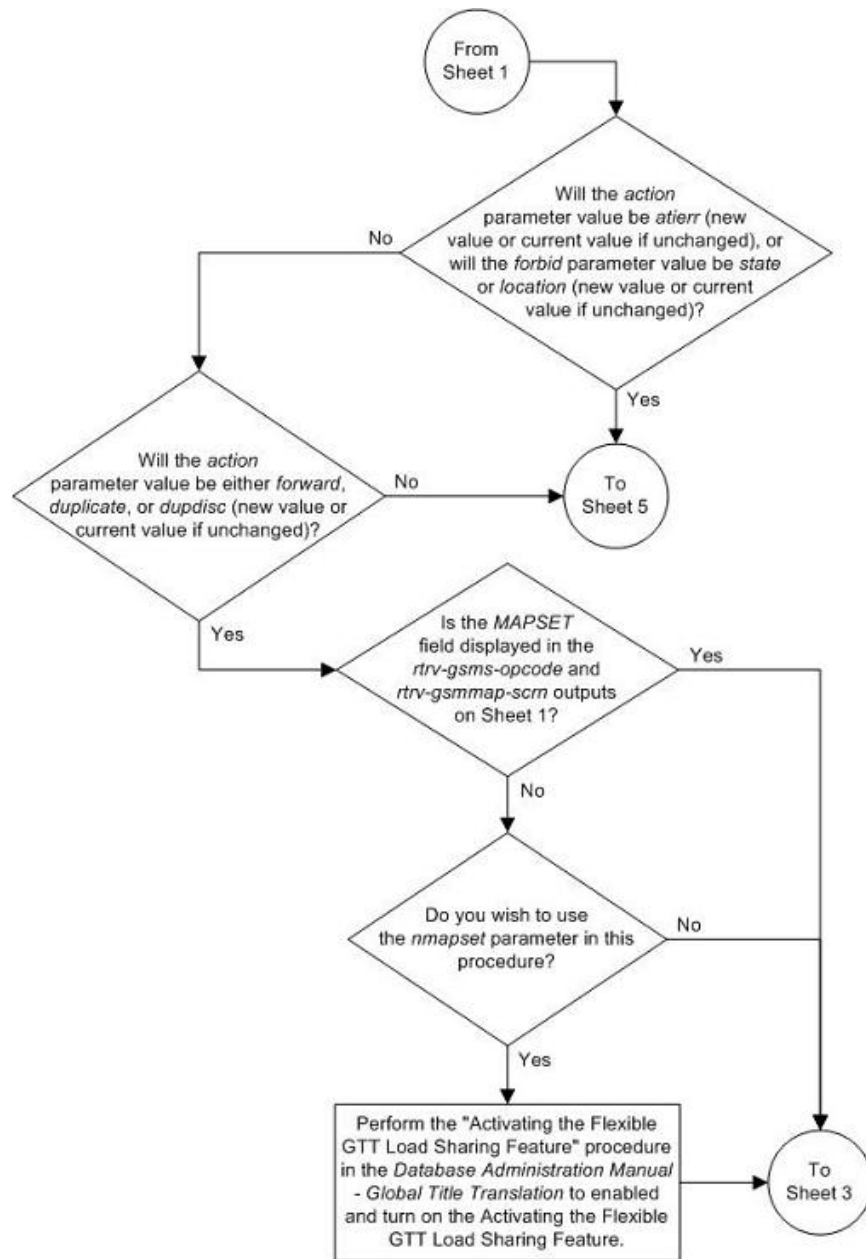 From
Sheet 1
Will the action
parameter value be atierr (new
value or current value if unchanged), or
will the forbid parameter value be state
or location (new value or current
value if unchanged)?
No
Yes
Will the action
parameter value be either forward,
duplicate, or dupdisc (new value or
current value if unchanged)?
No
To
Sheet 5
Yes
Is the MAPSET
field displayed in the
rtrv-gsms-opcode and
rtrv-gsmmap-scrn outputs
on Sheet 1?
Yes
No
Do you wish to use
the nmapset parameter in this
procedure?
No
Yes
Perform the "Activating the Flexible
GTT Load Sharing Feature" procedure
in the Database Administration Manual
- Global Title Translation to enabled
and turn on the Activating the Flexible
GTT Load Sharing Feature.
To
Sheet 3